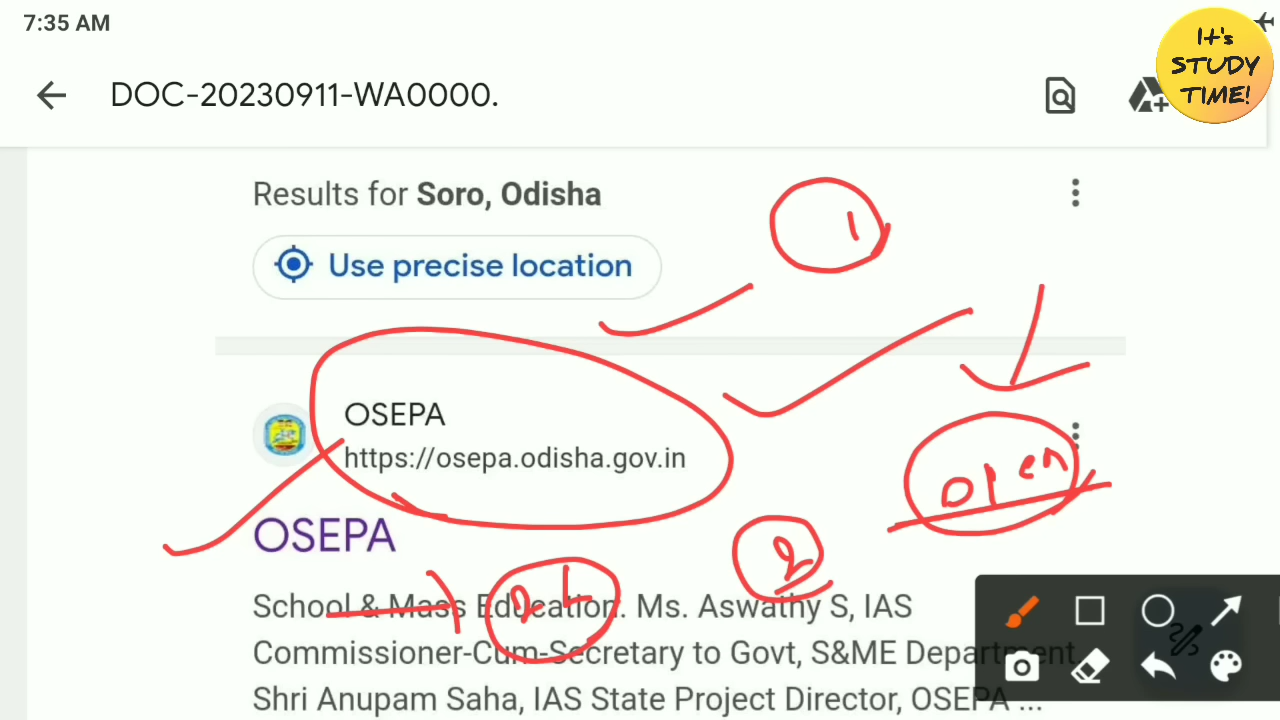 7:35 AM
It's
STUDY
TIME!
DOC-20230911-WA0000.
Results for Soro, Odisha
1
Use precise location
OSEPA
https://osepa.odisha.gov.in
open
OSEPA
2
School & Mass Education. Ms. Aswathy S, IAS
Commissioner-Cum-Secretary to Govt, S&ME Department
Shri Anupam Saha, IAS State Project Director, OSEPA ...